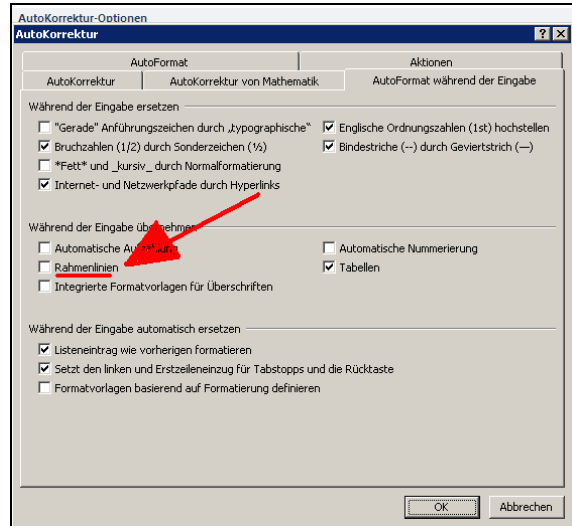 AutoKorrektur-Optionen
AutoKorrektur
AutoFormat Aktionen
AutoKorrektur AutoKorrektur von Mathematik AutoFormat während der Eingabe
Während der Eingabe ersetzen
"Gerade" Anführungszeichen durch „typographische“ Englische Ordnungszahlen (1st) hochstellen
Bruchzahlen (1/2) durch Sonderzeichen (½) Bindestriche (--) durch Geviertstrich (—)
*Fett* und _kursiv_ durch Normalformatierung
Internet- und Netzwerkpfade durch Hyperlinks
Während der Eingabe übernehmen
Automatische Automatische Nummerierung
Rahmenlinien Tabellen
Integrierte Formatvorlagen für Überschriften
Während der Eingabe automatisch ersetzen
Listeneintrag wie vorherigen formatieren
Setzt den linken und Erstzeileneinzug für Tabstopps und die Rücktaste
Formatvorlagen basierend auf Formatierung definieren
OK Abbrechen